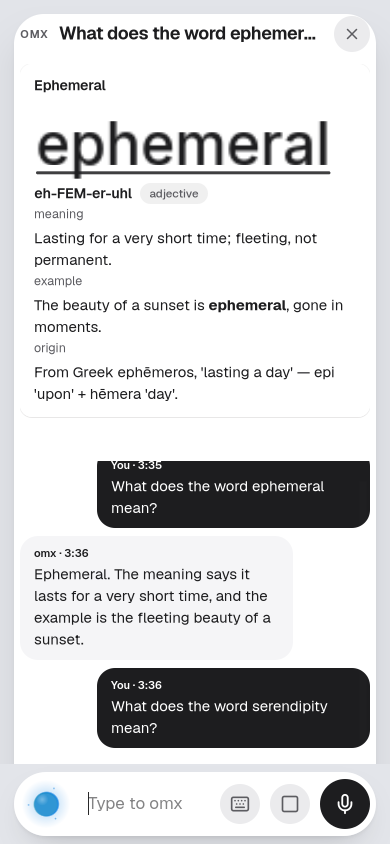 OMX What does the word ephemer...
Ephemeral
ephemeral
eh-FEM-er-uhl adjective
meaning
Lasting for a very short time; fleeting, not
permanent.
example
The beauty of a sunset is ephemeral, gone in
moments.
origin
From Greek ephēmeros, 'lasting a day' — epi
'upon' + hēmera 'day'.
You · 3:35
What does the word ephemeral
mean?
omx · 3:36
Ephemeral. The meaning says it
lasts for a very short time, and the
example is the fleeting beauty of a
sunset.
You · 3:36
What does the word serendipity
mean?
Type to omx